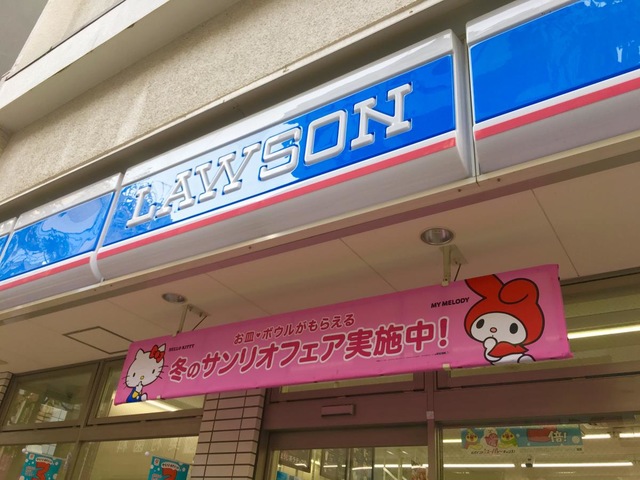 LAWSON
お皿♥ボウルがもらえる
冬のサンリオフェア実施中!
HELLO KITTY
MY MELODY
倍!